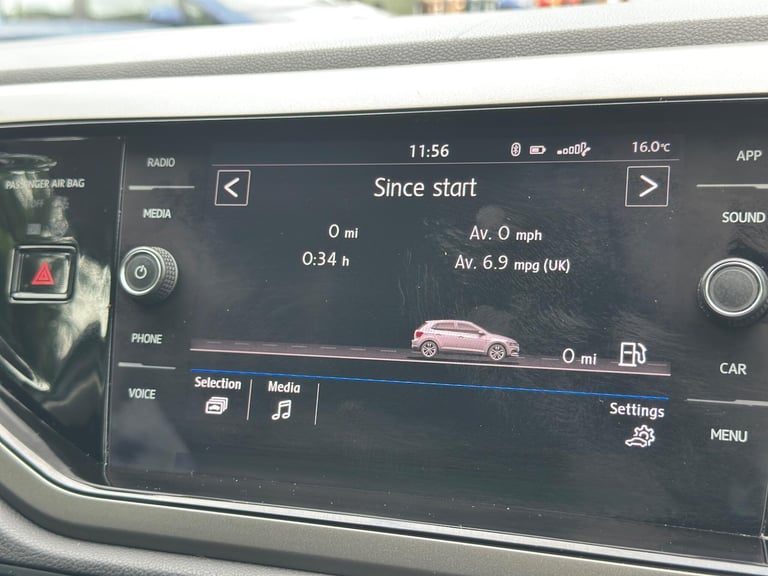 11:56
16.0°C
RADIO
APP
PASSENGER AIR BAG
OFF
Since start
MEDIA
SOUND
0 mi
Av. 0 mph
0:34 h
Av. 6.9 mpg (UK)
PHONE
0 mi
CAR
VOICE
Selection
Media
Settings
MENU